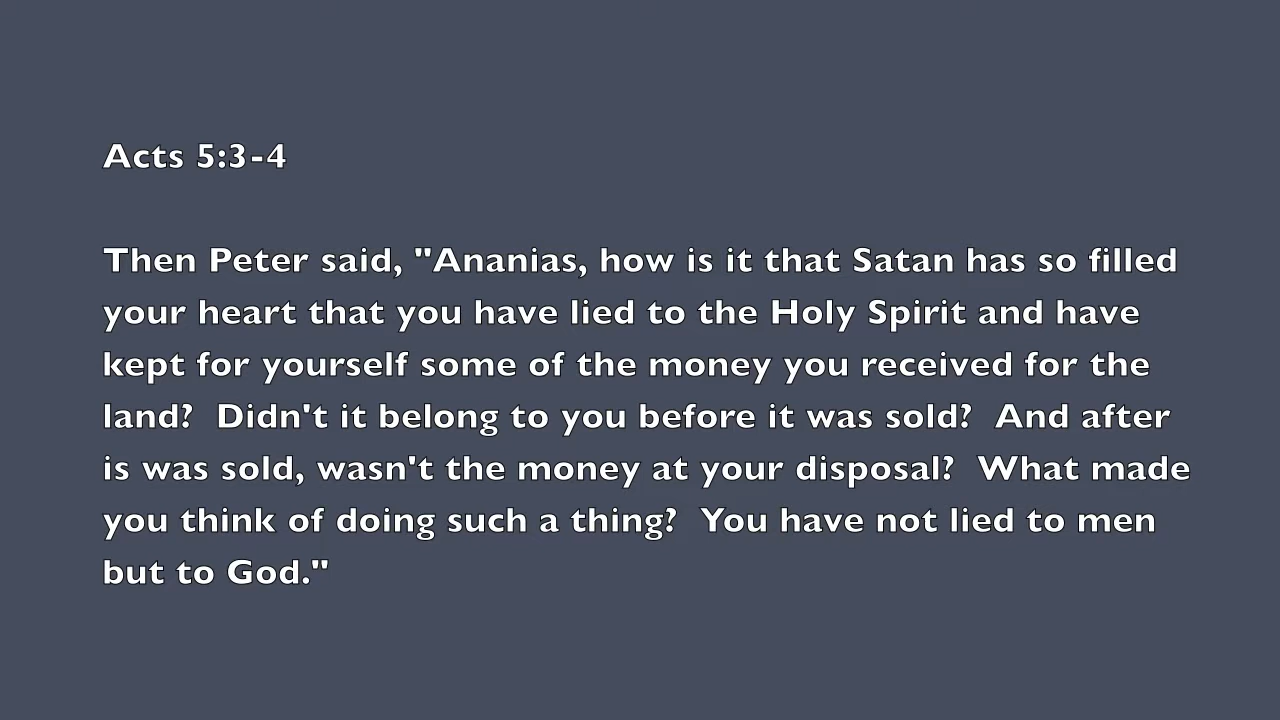 Acts 5:3-4
Then Peter said, "Ananias, how is it that Satan has so filled
your heart that you have lied to the Holy Spirit and have
kept for yourself some of the money you received for the
land?  Didn't it belong to you before it was sold?  And after
is was sold, wasn't the money at your disposal?  What made
you think of doing such a thing?  You have not lied to men
but to God."